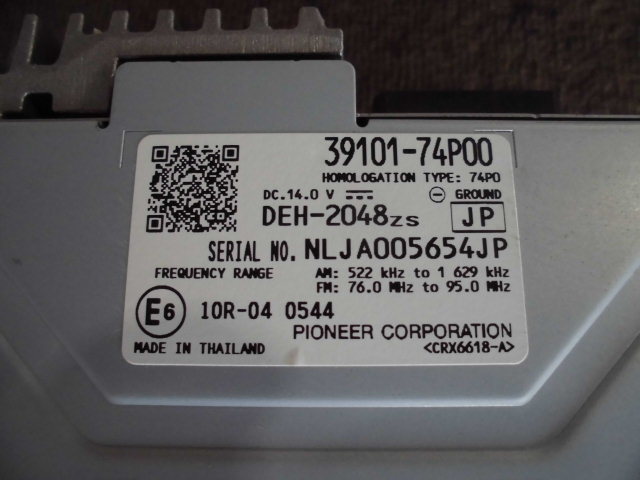 39101-74P00
HOMOLOGATION TYPE: 74P0
DC.14.0 V ⊖ GROUND
DEH-2048zs JP
SERIAL NO. NLJA005654JP
FREQUENCY RANGE AM: 522 kHz to 1 629 kHz
FM: 76.0 MHz to 95.0 MHz
E6 10R-04 0544
PIONEER CORPORATION
MADE IN THAILAND <CRX6618-A>